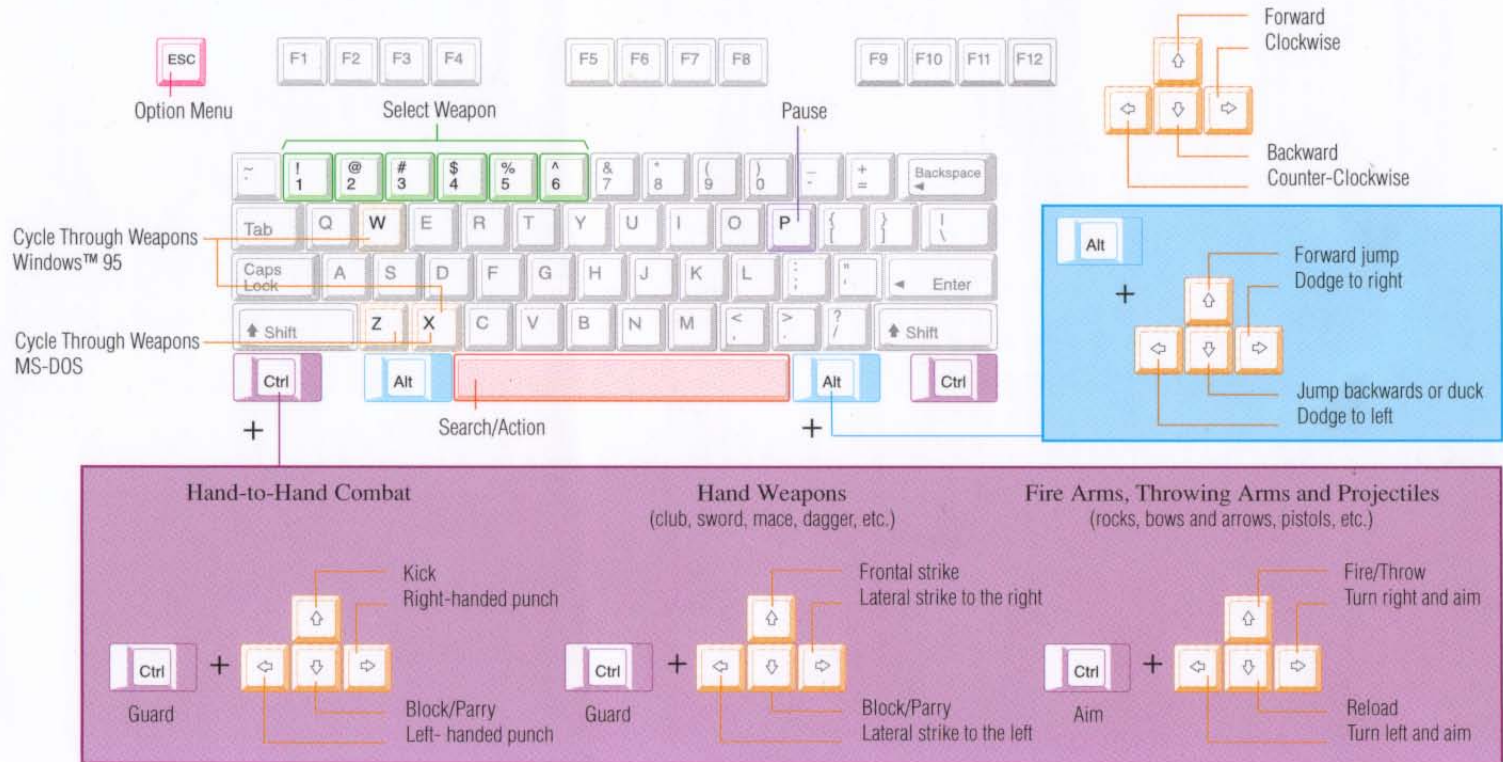 Forward
Clockwise
ESC
F1 F2 F3 F4 F5 F6 F7 F8 F9 F10 F11 F12
Option Menu
Select Weapon
Pause
Backward
Counter-Clockwise
~ ! @ # $ % ^ & * ( ) _ +
` 1 2 3 4 5 6 7 8 9 0 - = Backspace
Tab Q W E R T Y U I O P { [ } ] | \
Cycle Through Weapons
Windows™ 95
Caps Lock A S D F G H J K L : ; " ' Enter
Shift Z X C V B N M < , > . ? / Shift
Cycle Through Weapons
MS-DOS
Ctrl Alt Alt Ctrl
+ Search/Action +
Alt
+
Forward jump
Dodge to right
Jump backwards or duck
Dodge to left
Hand-to-Hand Combat
Kick
Right-handed punch
Ctrl +
Guard
Block/Parry
Left- handed punch
Hand Weapons
(club, sword, mace, dagger, etc.)
Frontal strike
Lateral strike to the right
Ctrl +
Guard
Block/Parry
Lateral strike to the left
Fire Arms, Throwing Arms and Projectiles
(rocks, bows and arrows, pistols, etc.)
Fire/Throw
Turn right and aim
Ctrl +
Aim
Reload
Turn left and aim